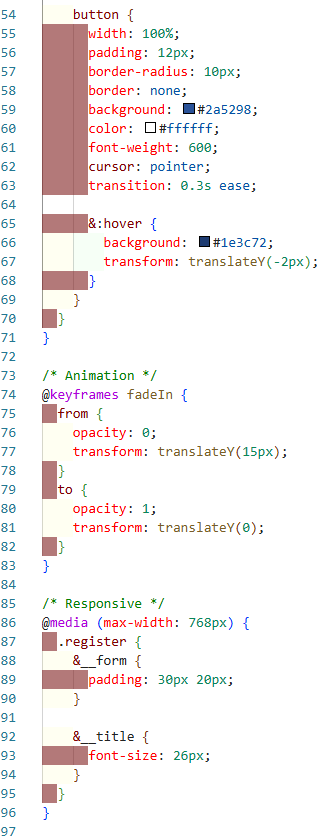 54 button {
55 width: 100%;
56 padding: 12px;
57 border-radius: 10px;
58 border: none;
59 background: #2a5298;
60 color: #ffffff;
61 font-weight: 600;
62 cursor: pointer;
63 transition: 0.3s ease;
64
65 &:hover {
66 background: #1e3c72;
67 transform: translateY(-2px);
68 }
69 }
70 }
71 }
72
73 /* Animation */
74 @keyframes fadeIn {
75 from {
76 opacity: 0;
77 transform: translateY(15px);
78 }
79 to {
80 opacity: 1;
81 transform: translateY(0);
82 }
83 }
84
85 /* Responsive */
86 @media (max-width: 768px) {
87 .register {
88 &__form {
89 padding: 30px 20px;
90 }
91
92 &__title {
93 font-size: 26px;
94 }
95 }
96 }
97